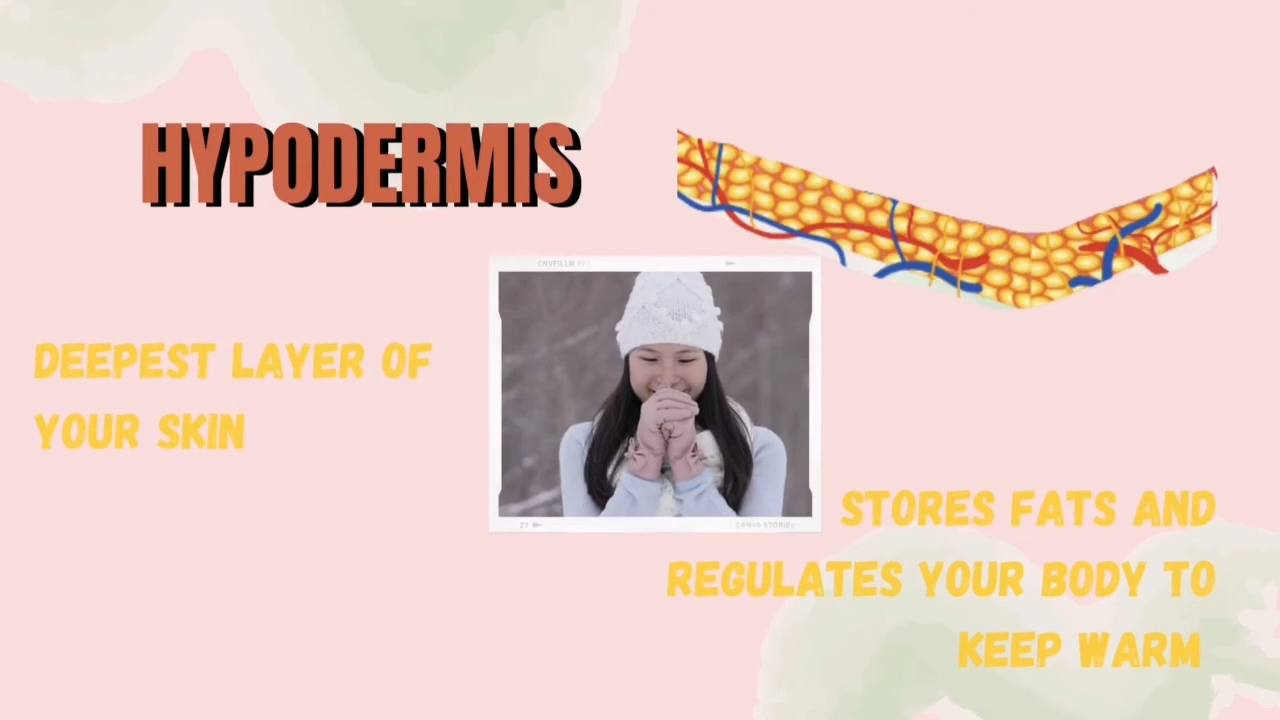 HYPODERMIS
DEEPEST LAYER OF
YOUR SKIN
STORES FATS AND
REGULATES YOUR BODY TO
KEEP WARM